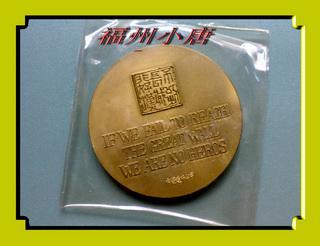 福州小唐
IF WE FAIL TO REACH
THE GREAT WALL
WE ARE NO HEROS